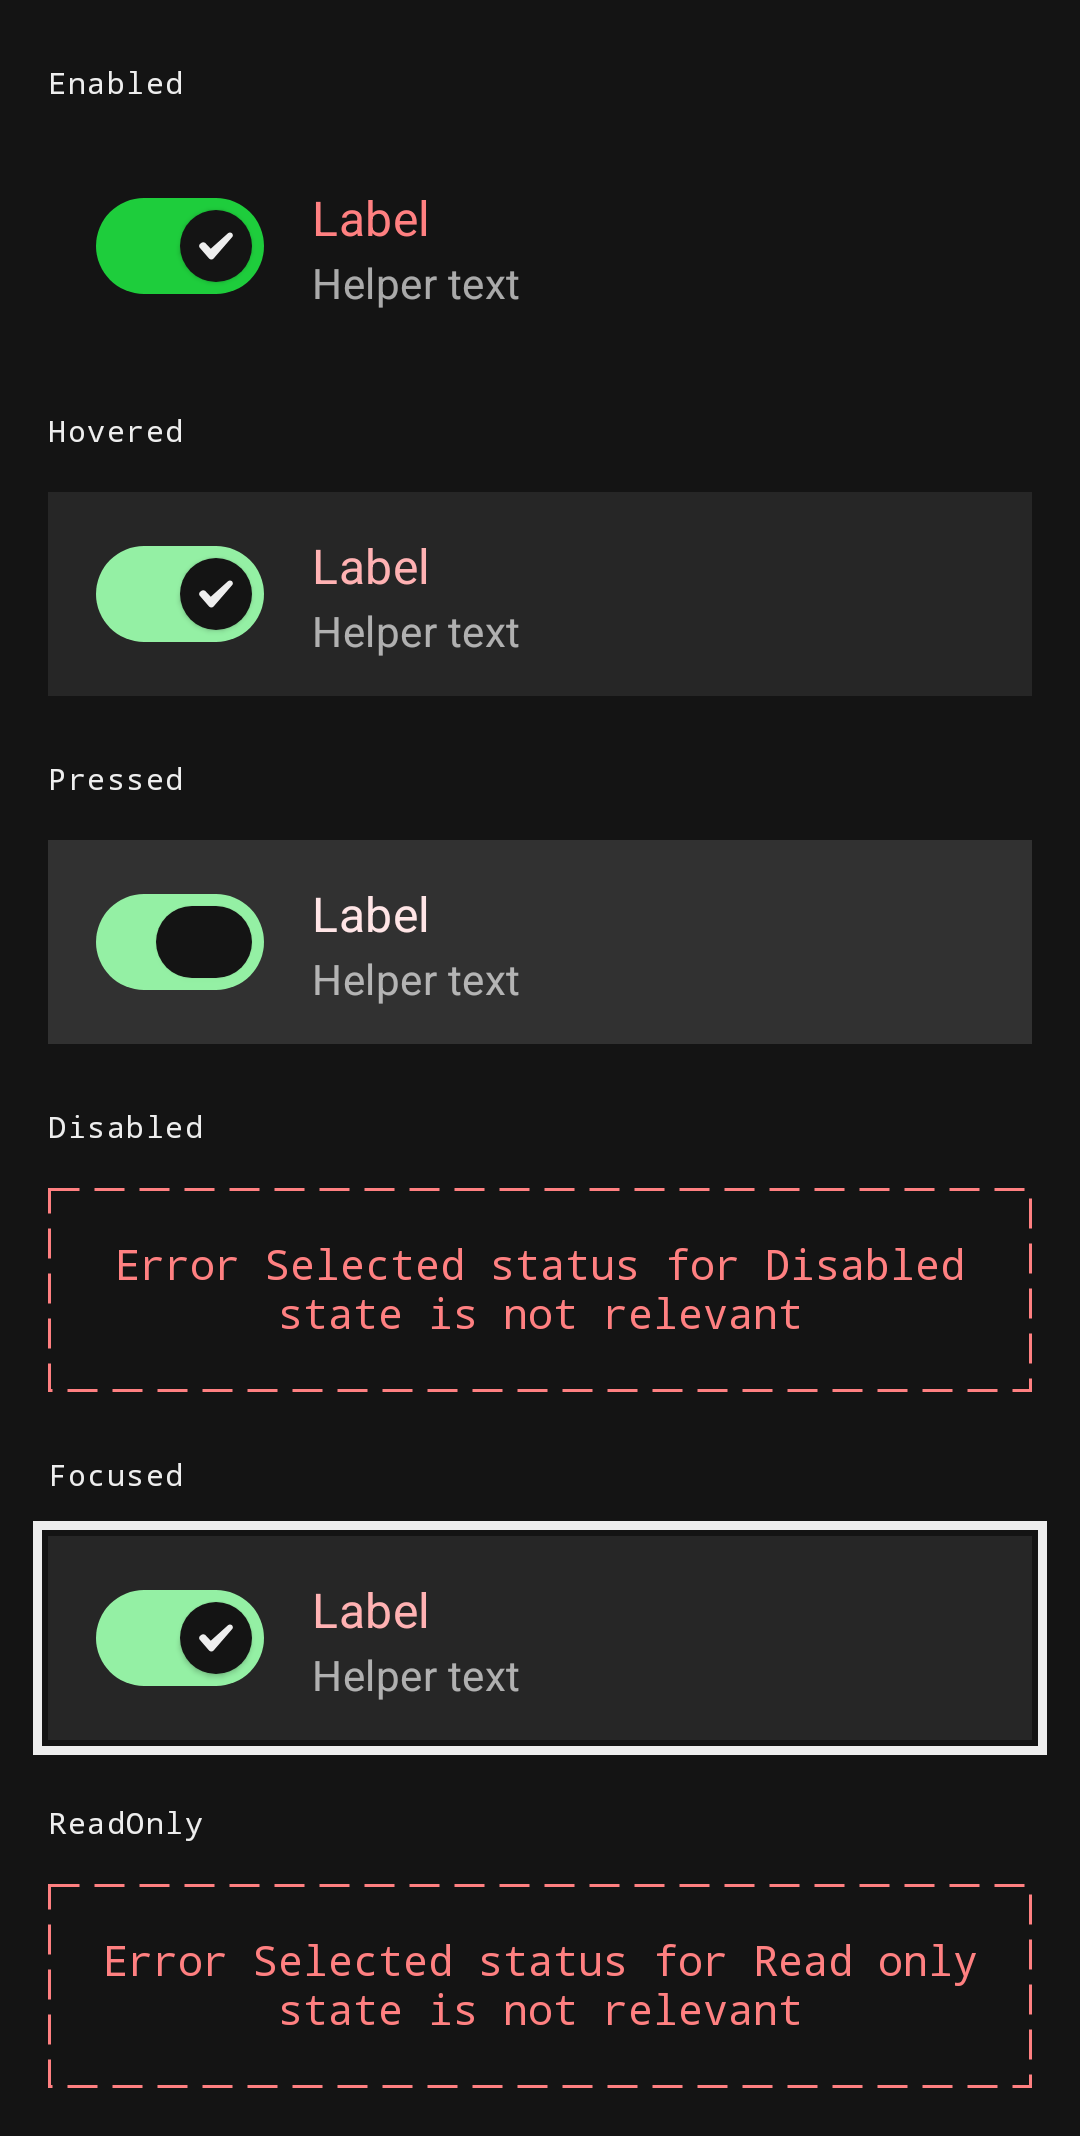 Enabled
Label
Helper text
Hovered
Label
Helper text
Pressed
Label
Helper text
Disabled
Error Selected status for Disabled
state is not relevant
Focused
Label
Helper text
ReadOnly
Error Selected status for Read only
state is not relevant